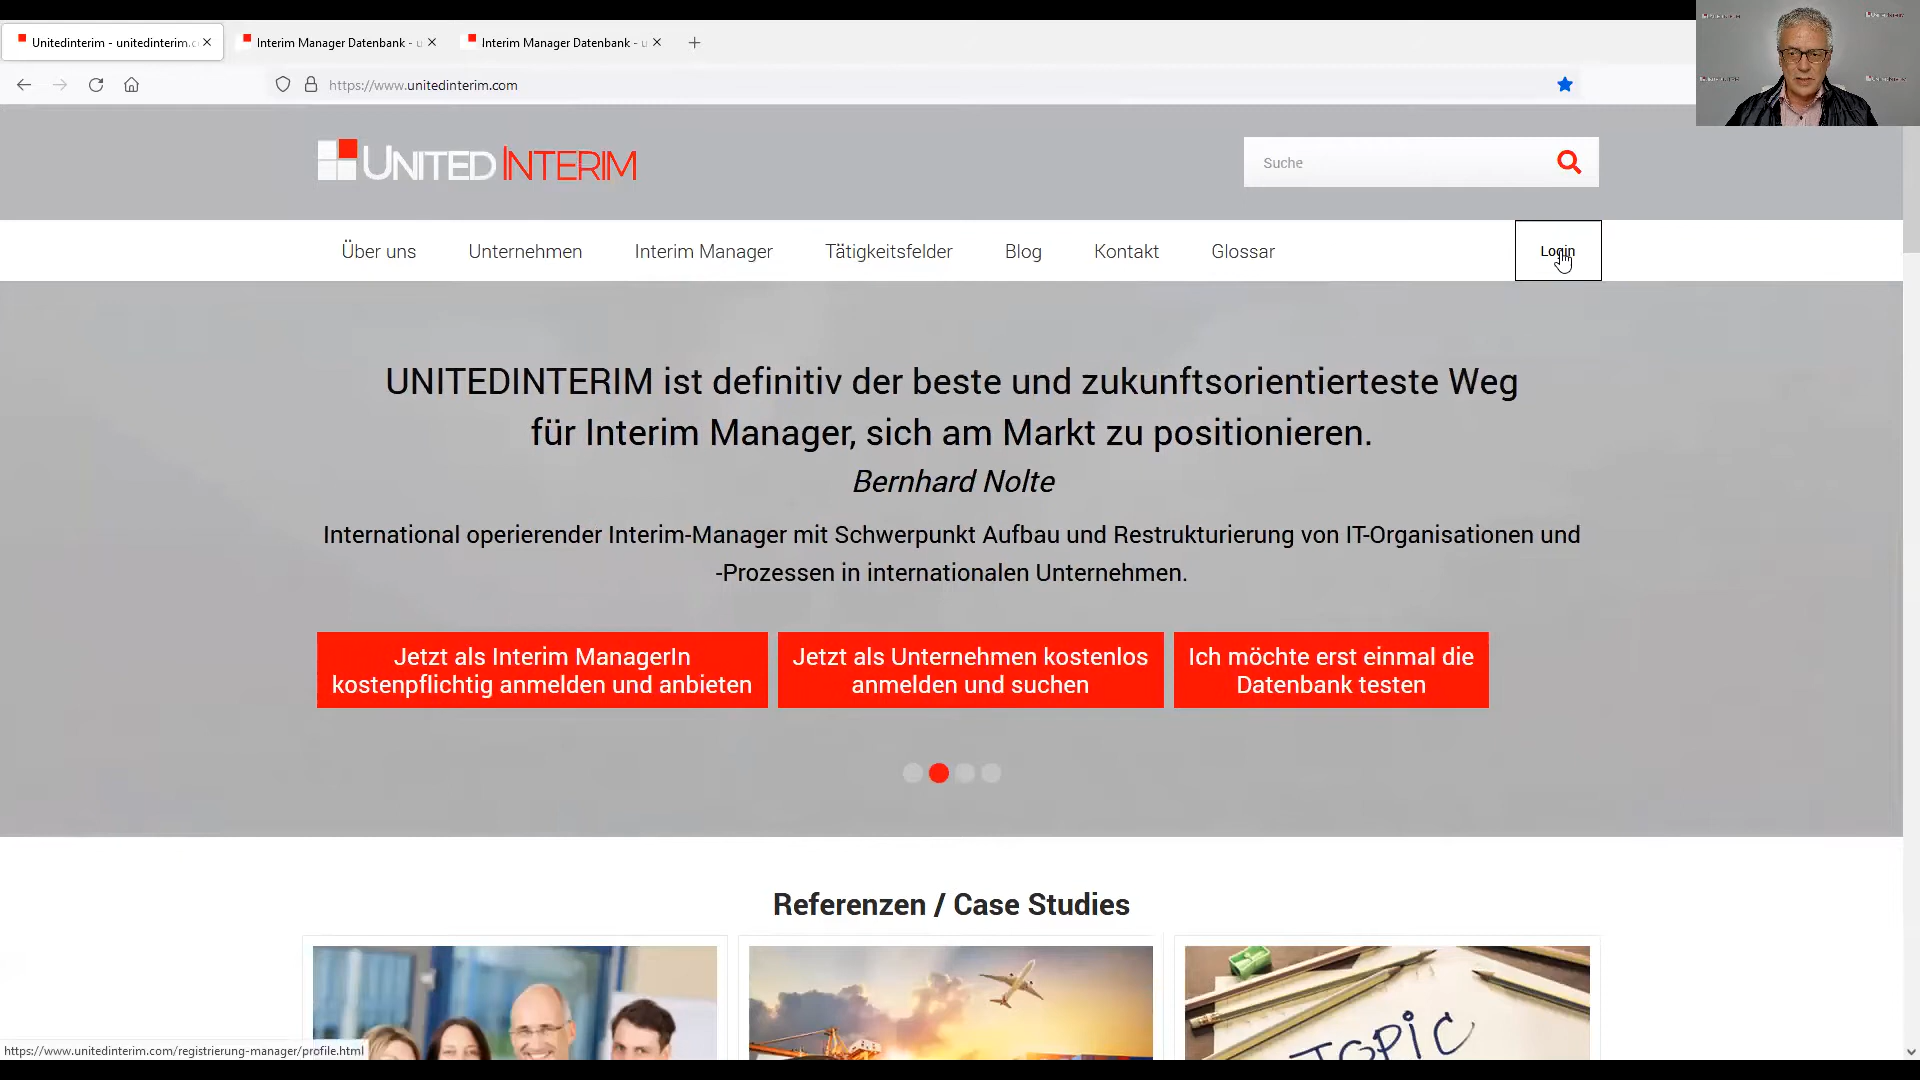 Unitedinterim - unitedinterim.c
Interim Manager Datenbank - u
Interim Manager Datenbank - u
https://www.unitedinterim.com
UNITED INTERIM
Suche
Über uns
Unternehmen
Interim Manager
Tätigkeitsfelder
Blog
Kontakt
Glossar
Login
UNITEDINTERIM ist definitiv der beste und zukunftsorientierteste Weg
für Interim Manager, sich am Markt zu positionieren.
Bernhard Nolte
International operierender Interim-Manager mit Schwerpunkt Aufbau und Restrukturierung von IT-Organisationen und
-Prozessen in internationalen Unternehmen.
Jetzt als Interim ManagerIn
kostenpflichtig anmelden und anbieten
Jetzt als Unternehmen kostenlos
anmelden und suchen
Ich möchte erst einmal die
Datenbank testen
Referenzen / Case Studies
TOPIC
https://www.unitedinterim.com/registrierung-manager/profile.html